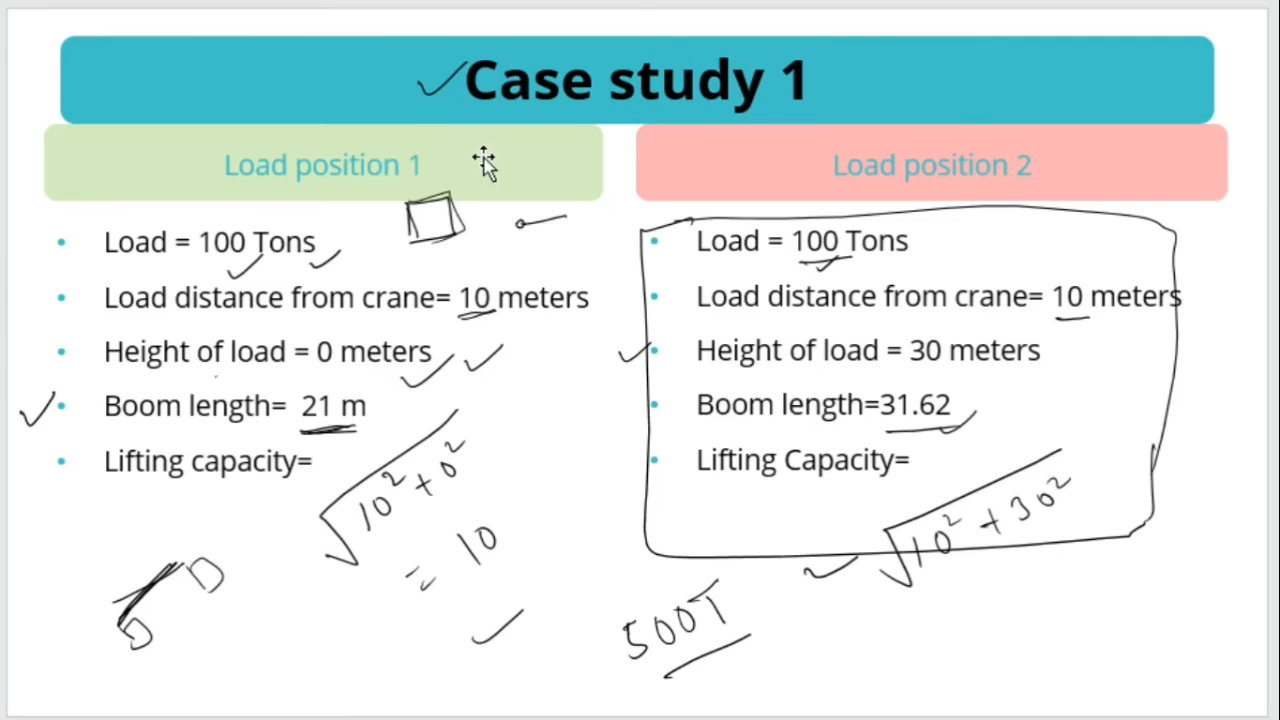 Case study 1
Load position 1
Load = 100 Tons
Load distance from crane= 10 meters
Height of load = 0 meters
Boom length= 21 m
Lifting capacity=
√10² + 0²
= 10
Load position 2
Load = 100 Tons
Load distance from crane= 10 meters
Height of load = 30 meters
Boom length=31.62
Lifting Capacity=
√10² + 30²
500T